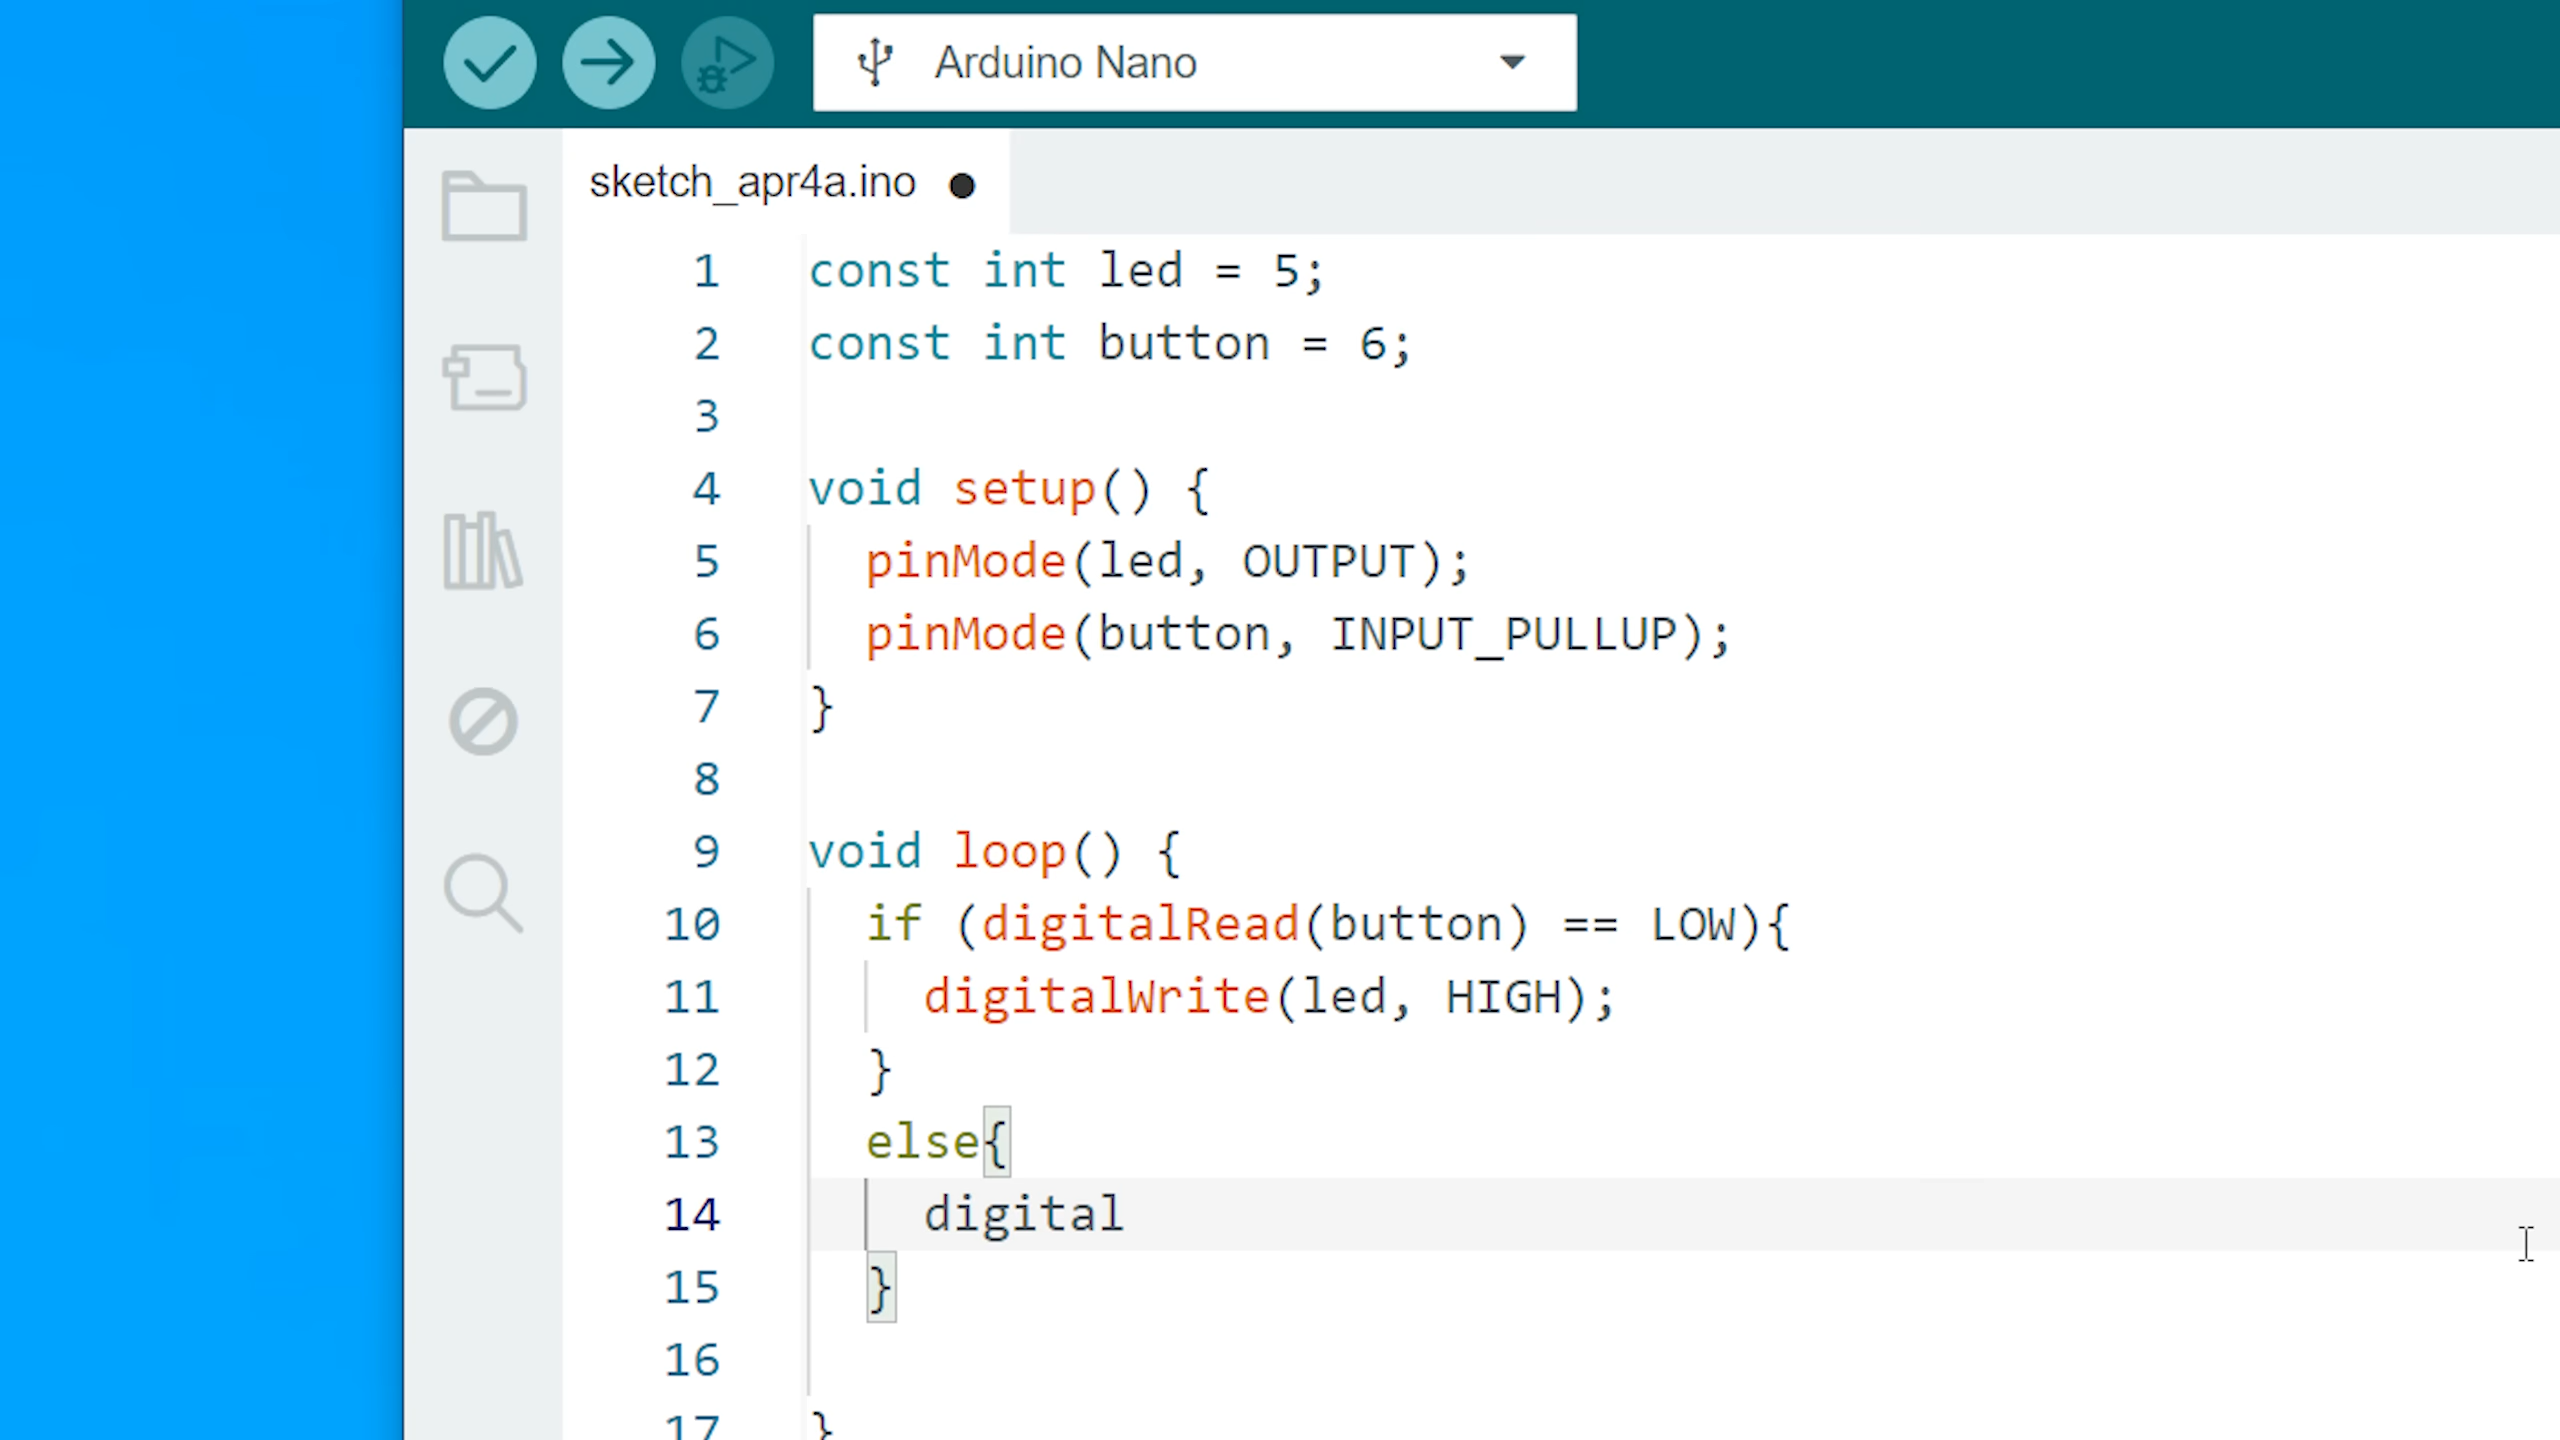 Arduino Nano
sketch_apr4a.ino
1 const int led = 5;
2 const int button = 6;
3
4 void setup() {
5   pinMode(led, OUTPUT);
6   pinMode(button, INPUT_PULLUP);
7 }
8
9 void loop() {
10   if (digitalRead(button) == LOW){
11     digitalWrite(led, HIGH);
12   }
13   else{
14     digital
15   }
16
17 }